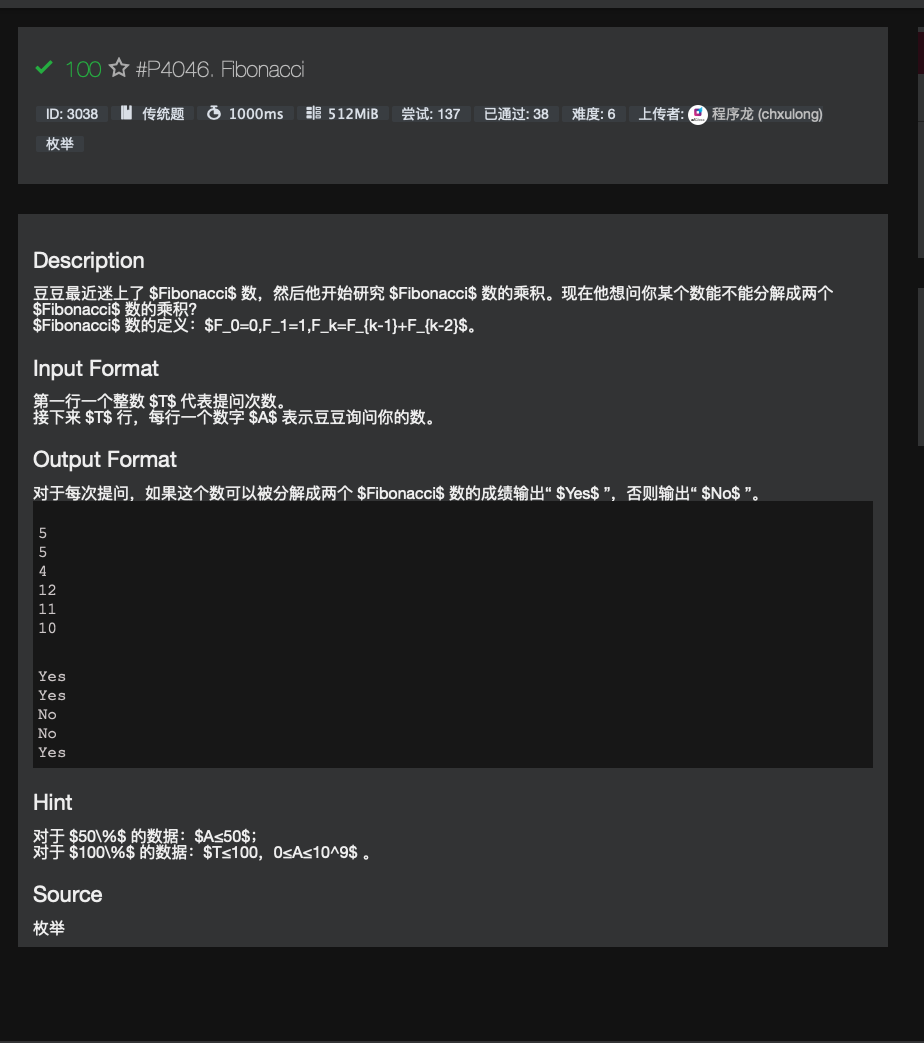 100 #P4046. Fibonacci
ID: 3038 传统题 1000ms 512MiB 尝试: 137 已通过: 38 难度: 6 上传者: 程序龙 (chxulong)
枚举
Description
豆豆最近迷上了 $Fibonacci$ 数，然后他开始研究 $Fibonacci$ 数的乘积。现在他想问你某个数能不能分解成两个
$Fibonacci$ 数的乘积?
$Fibonacci$ 数的定义：$F_0=0,F_1=1,F_k=F_{k-1}+F_{k-2}$。
Input Format
第一行一个整数 $T$ 代表提问次数。
接下来 $T$ 行，每行一个数字 $A$ 表示豆豆询问你的数。
Output Format
对于每次提问，如果这个数可以被分解成两个 $Fibonacci$ 数的成绩输出“ $Yes$ ”，否则输出“ $No$ ”。
5
5
4
12
11
10
Yes
Yes
No
No
Yes
Hint
对于 $50\%$ 的数据：$A≤50$；
对于 $100\%$ 的数据：$T≤100，0≤A≤10^9$ 。
Source
枚举